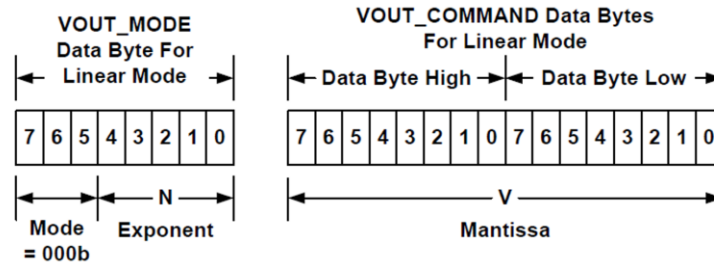 VOUT_MODE
Data Byte For
Linear Mode
VOUT_COMMAND Data Bytes
For Linear Mode
Data Byte High
Data Byte Low
7 6 5 4 3 2 1 0
7 6 5 4 3 2 1 0 7 6 5 4 3 2 1 0
N
V
Mode
= 000b
Exponent
Mantissa